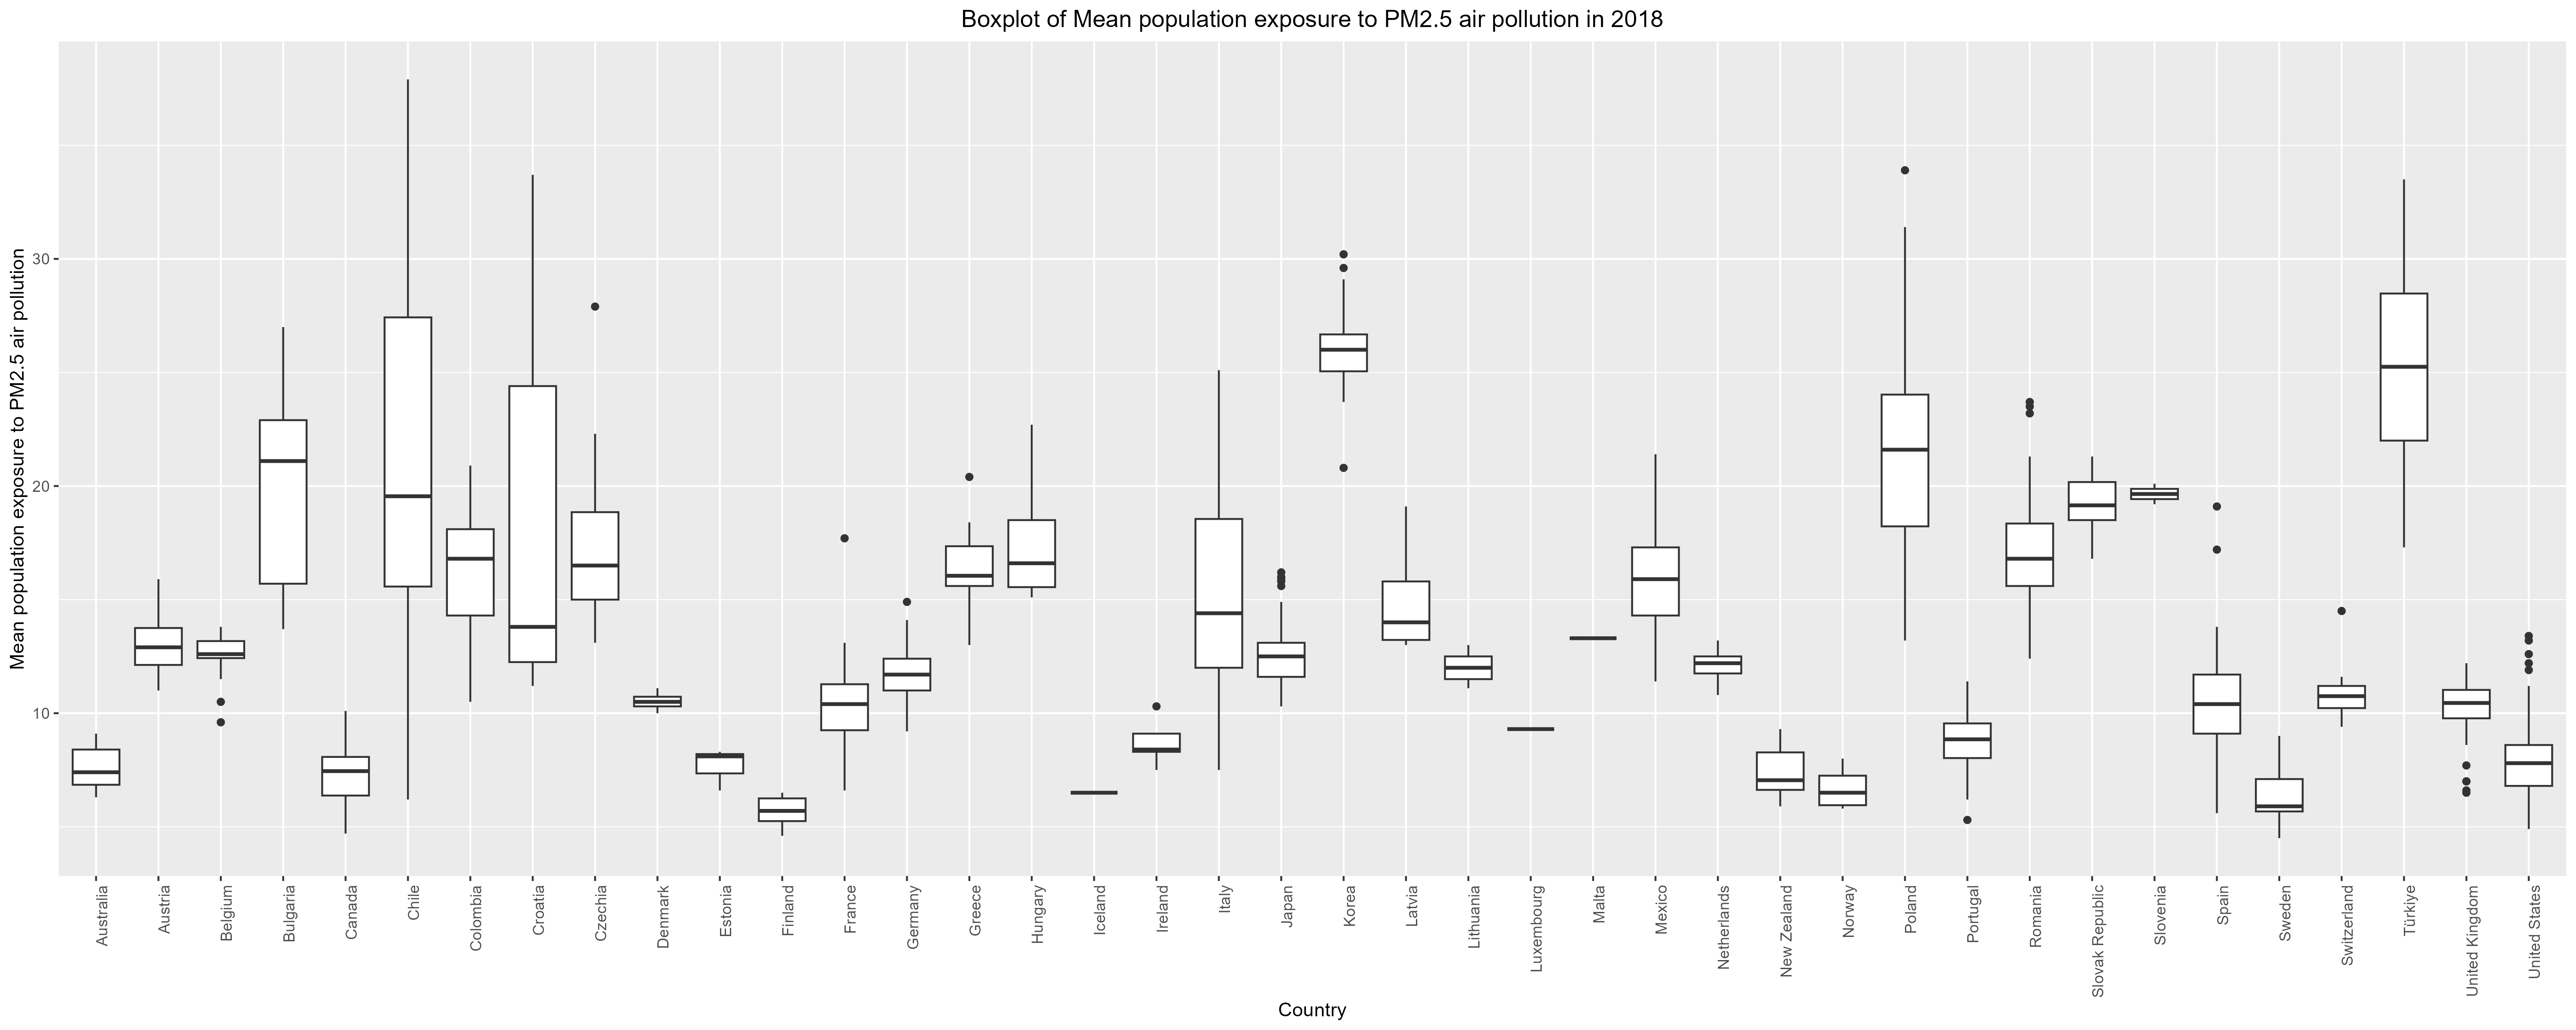 Boxplot of Mean population exposure to PM2.5 air pollution in 2018
Mean population exposure to PM2.5 air pollution
30
20
10
Australia
Austria
Belgium
Bulgaria
Canada
Chile
Colombia
Croatia
Czechia
Denmark
Estonia
Finland
France
Germany
Greece
Hungary
Iceland
Ireland
Italy
Japan
Korea
Latvia
Lithuania
Luxembourg
Malta
Mexico
Netherlands
New Zealand
Norway
Poland
Portugal
Romania
Slovak Republic
Slovenia
Spain
Sweden
Switzerland
Türkiye
United Kingdom
United States
Country